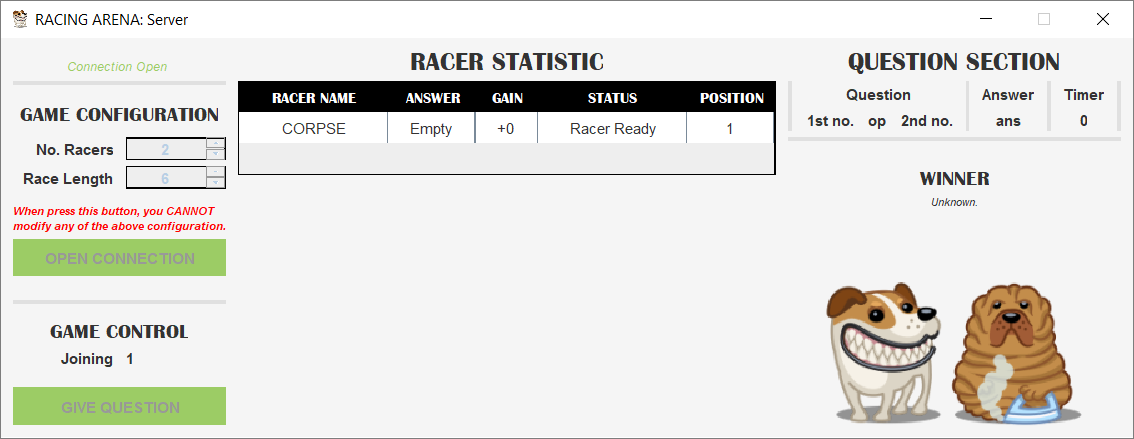 RACING ARENA: Server
Connection Open
GAME CONFIGURATION
No. Racers 2
Race Length 6
When press this button, you CANNOT
modify any of the above configuration.
OPEN CONNECTION
GAME CONTROL
Joining 1
GIVE QUESTION
RACER STATISTIC
RACER NAME ANSWER GAIN STATUS POSITION
CORPSE Empty +0 Racer Ready 1
QUESTION SECTION
Question Answer Timer
1st no. op 2nd no. ans 0
WINNER
Unknown.